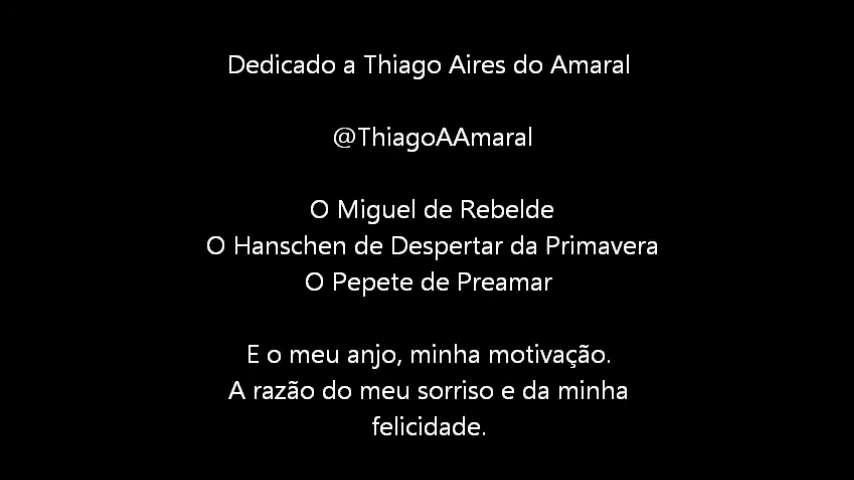 Dedicado a Thiago Aires do Amaral
@ThiagoAAmaral
O Miguel de Rebelde
O Hanschen de Despertar da Primavera
O Pepete de Preamar
E o meu anjo, minha motivação.
A razão do meu sorriso e da minha
felicidade.